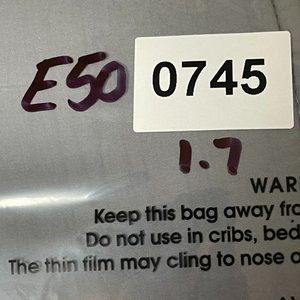 E50 0745
1.7
WAR
Keep this bag away fro
Do not use in cribs, bed
The thin film may cling to nose a